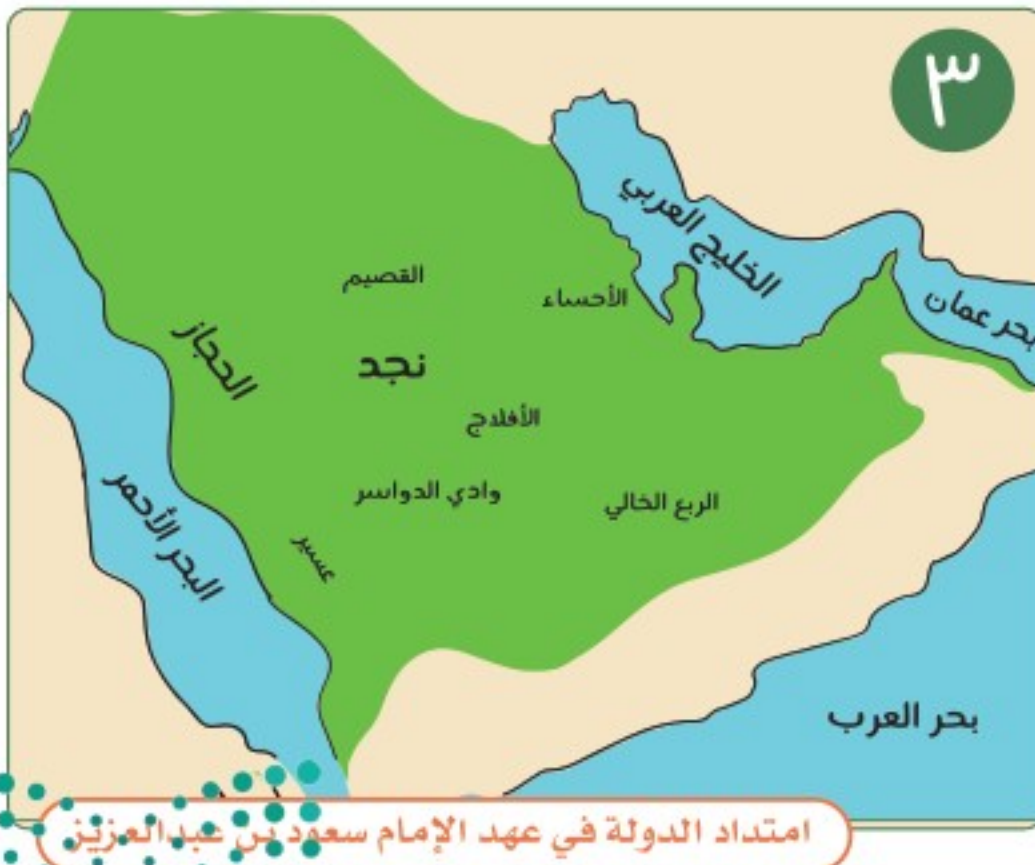 ٣
الخليج العربي
بحر عمان
القصيم
الأحساء
الحجاز
نجد
الأفلاج
وادي الدواسر
الربع الخالي
عسير
البحر الأحمر
بحر العرب
امتداد الدولة في عهد الإمام سعود بن عبدالعزيز